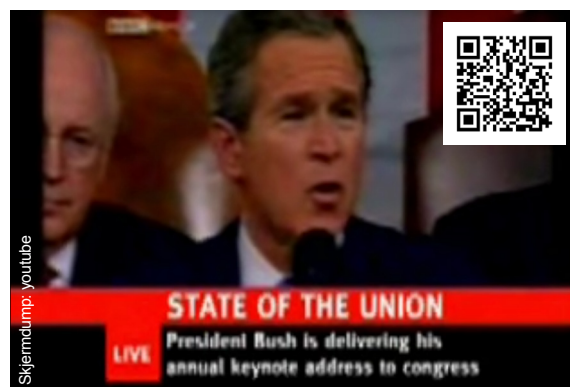 STATE OF THE UNION
LIVE
President Bush is delivering his
annual keynote address to congress
Skjermdump: youtube